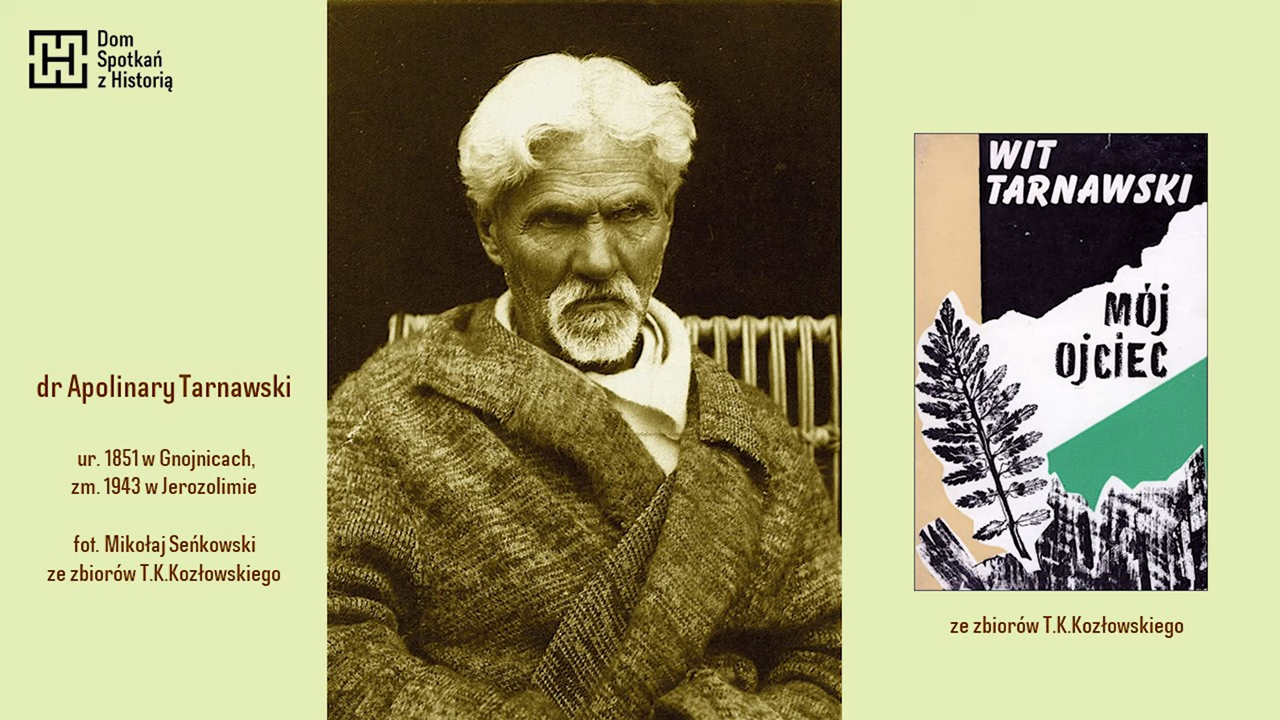 Dom
Spotkań
z Historią
dr Apolinary Tarnawski
ur. 1851 w Gnojnicach,
zm. 1943 w Jerozolimie
fot. Mikołaj Seńkowski
ze zbiorów T.K.Kozłowskiego
WIT
TARNAWSKI
MÓJ
OJCIEC
ze zbiorów T.K.Kozłowskiego